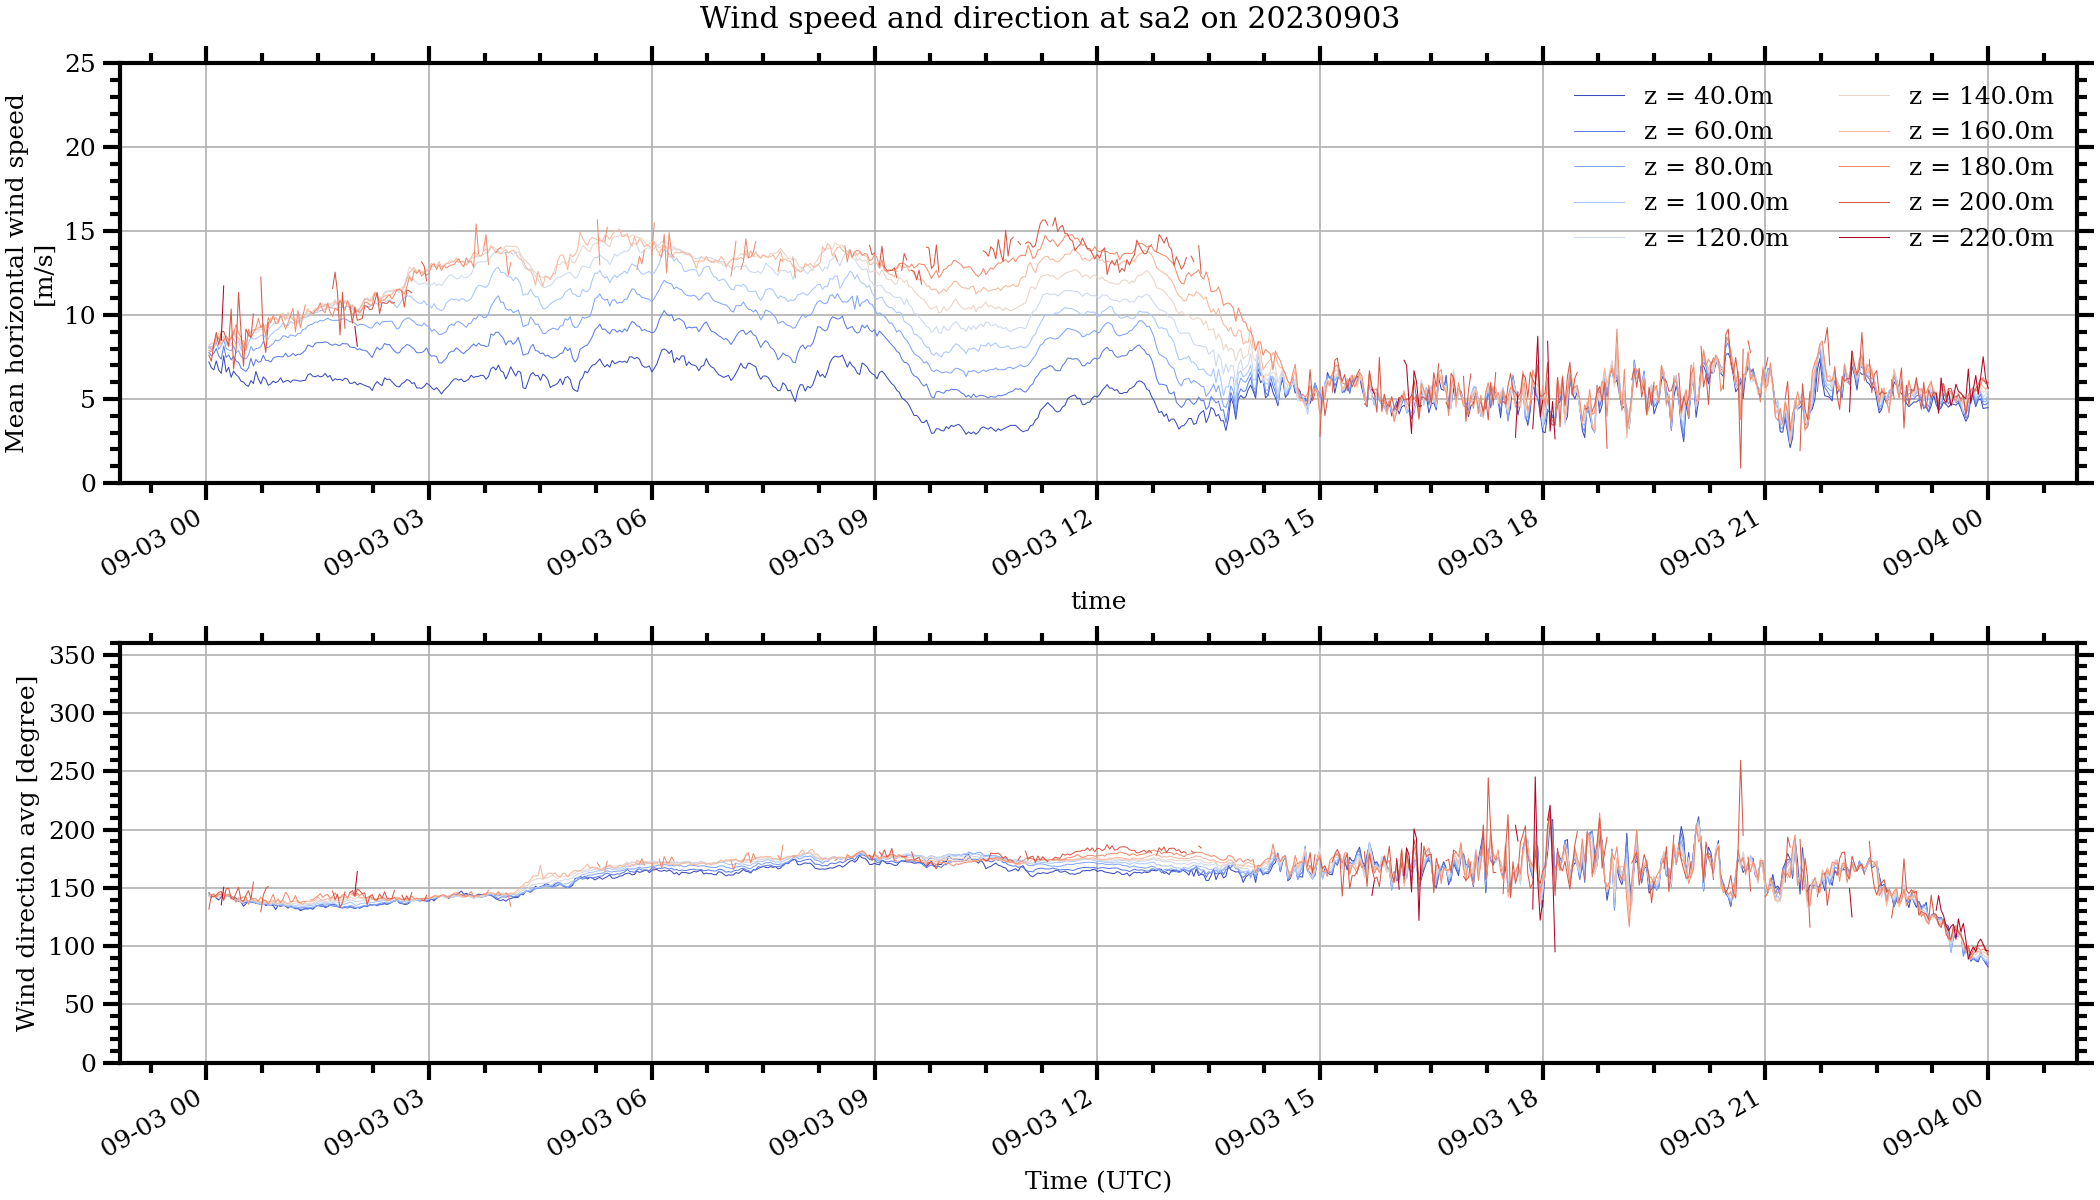 Wind speed and direction at sa2 on 20230903
Mean horizontal wind speed
[m/s]
25
20
15
10
5
0
z = 40.0m
z = 60.0m
z = 80.0m
z = 100.0m
z = 120.0m
z = 140.0m
z = 160.0m
z = 180.0m
z = 200.0m
z = 220.0m
09-03 00
09-03 03
09-03 06
09-03 09
09-03 12
09-03 15
09-03 18
09-03 21
09-04 00
time
Wind direction avg [degree]
350
300
250
200
150
100
50
0
09-03 00
09-03 03
09-03 06
09-03 09
09-03 12
09-03 15
09-03 18
09-03 21
09-04 00
Time (UTC)